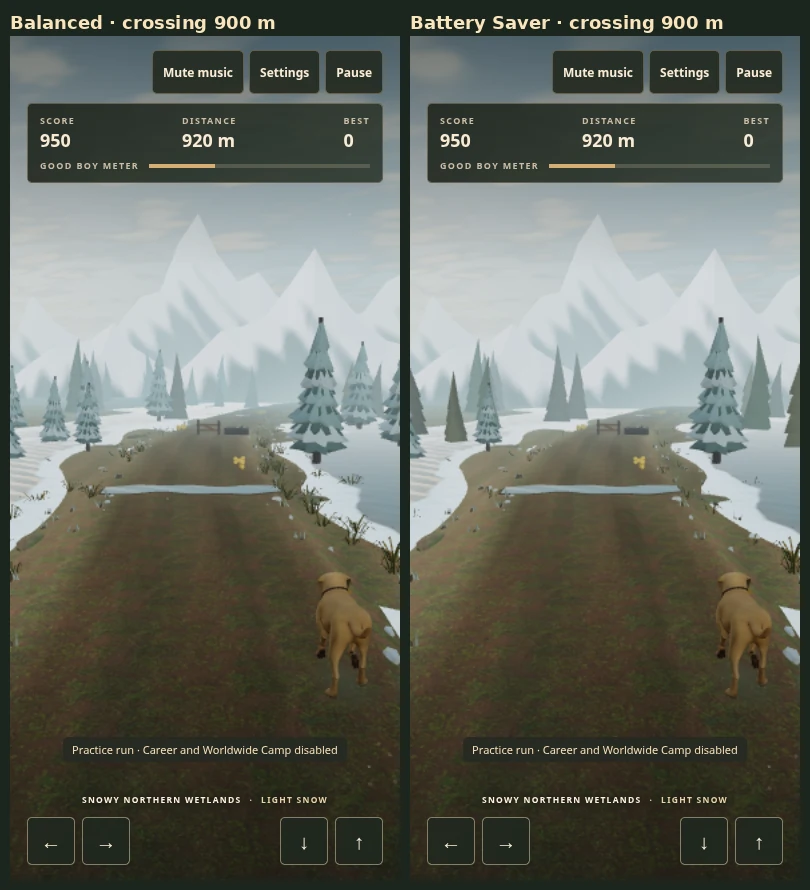 Balanced · crossing 900 m
Mute music Settings Pause
SCORE DISTANCE BEST
950 920 m 0
GOOD BOY METER
Practice run · Career and Worldwide Camp disabled
SNOWY NORTHERN WETLANDS · LIGHT SNOW
← → ↓ ↑
Battery Saver · crossing 900 m
Mute music Settings Pause
SCORE DISTANCE BEST
950 920 m 0
GOOD BOY METER
Practice run · Career and Worldwide Camp disabled
SNOWY NORTHERN WETLANDS · LIGHT SNOW
← → ↓ ↑